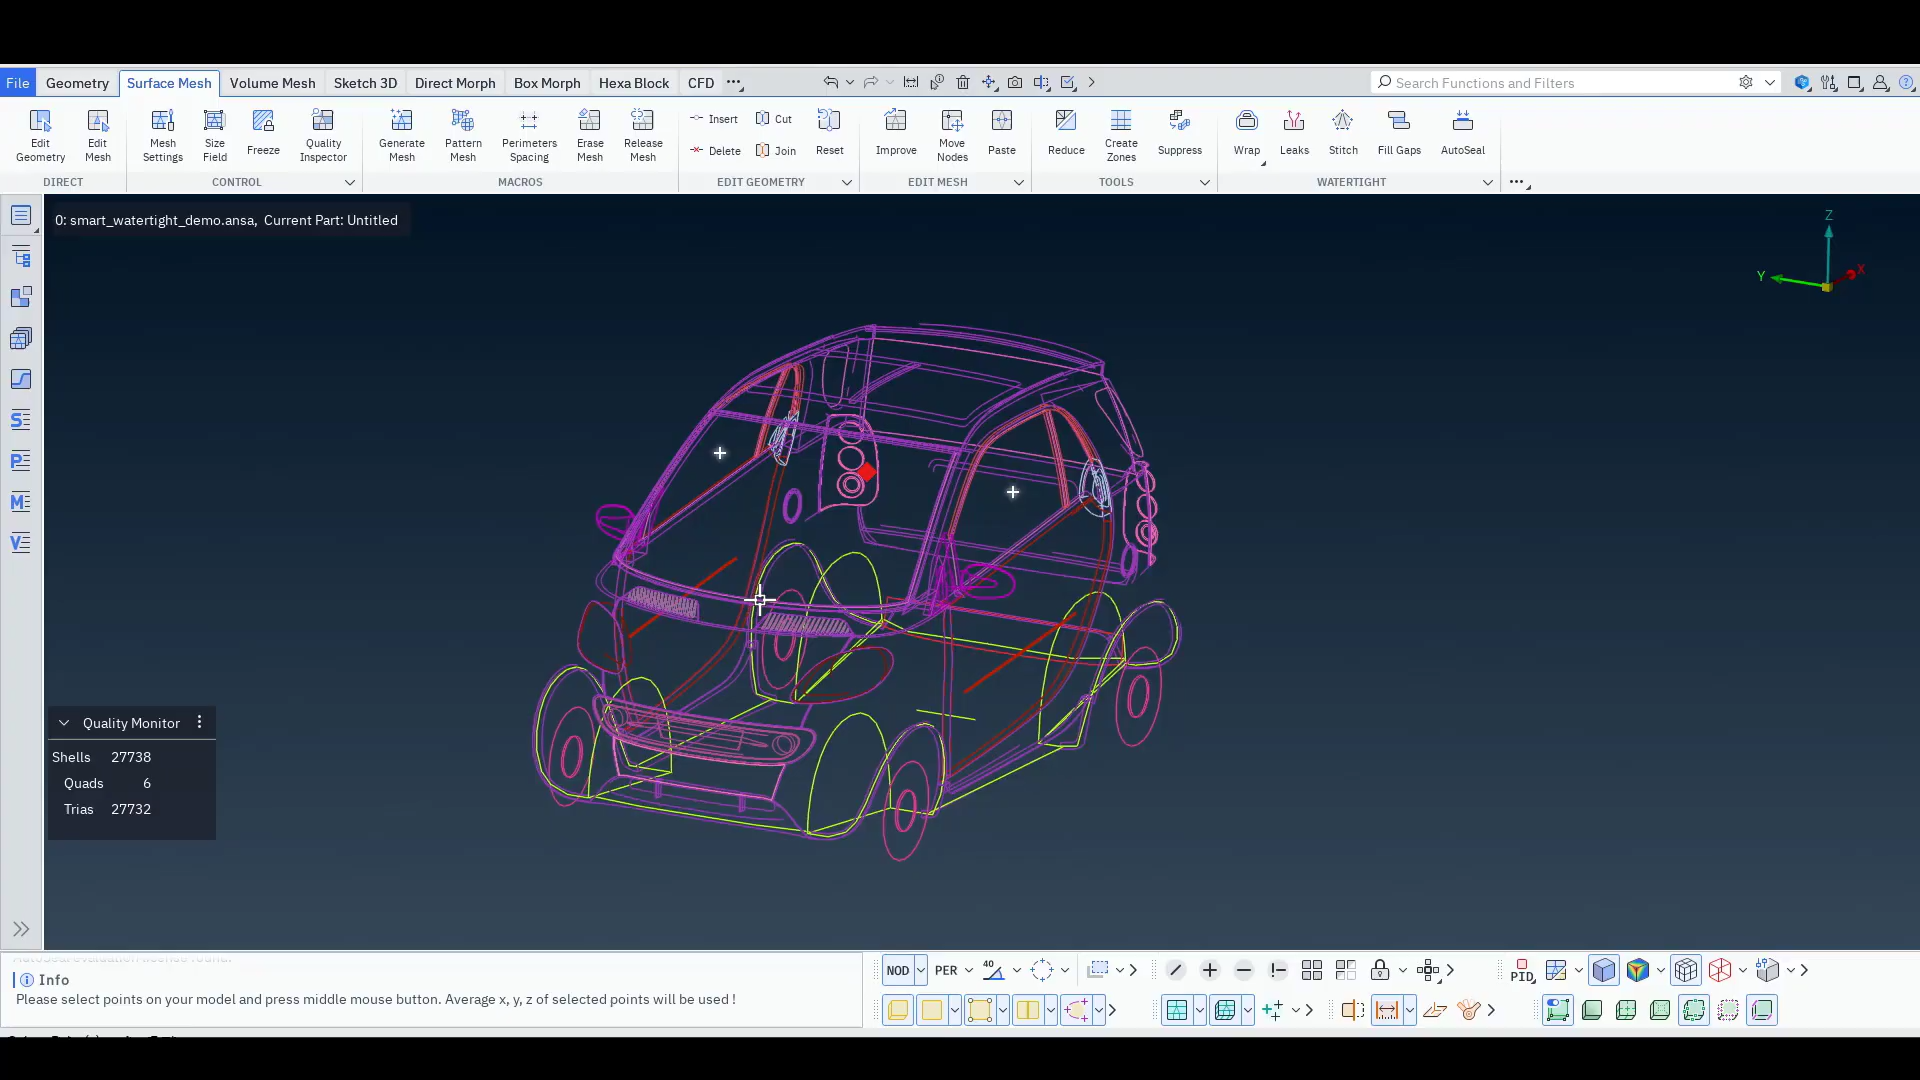 File Geometry Surface Mesh Volume Mesh Sketch 3D Direct Morph Box Morph Hexa Block CFD Search Functions and Filters
Edit Geometry
Edit Mesh
DIRECT
Mesh Settings
Size Field
Freeze
Quality Inspector
CONTROL
Generate Mesh
Pattern Mesh
Perimeters Spacing
Erase Mesh
Release Mesh
MACROS
Insert Cut
Delete Join
Reset
EDIT GEOMETRY
Improve
Move Nodes
Paste
EDIT MESH
Reduce
Create Zones
Suppress
TOOLS
Wrap
Leaks
Stitch
Fill Gaps
AutoSeal
WATERTIGHT
0: smart_watertight_demo.ansa, Current Part: Untitled
Z
Y
X
S
P
M
V
Quality Monitor
Shells 27738
Quads 6
Trias 27732
Info
Please select points on your model and press middle mouse button. Average x, y, z of selected points will be used !
NOD PER 40
PID